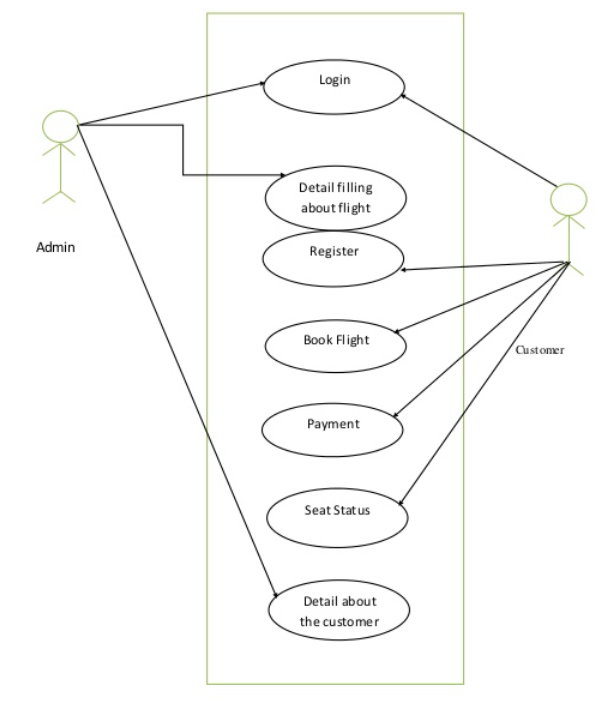 Login
Detail filling
about flight
Register
Admin
Book Flight
Customer
Payment
Seat Status
Detail about
the customer